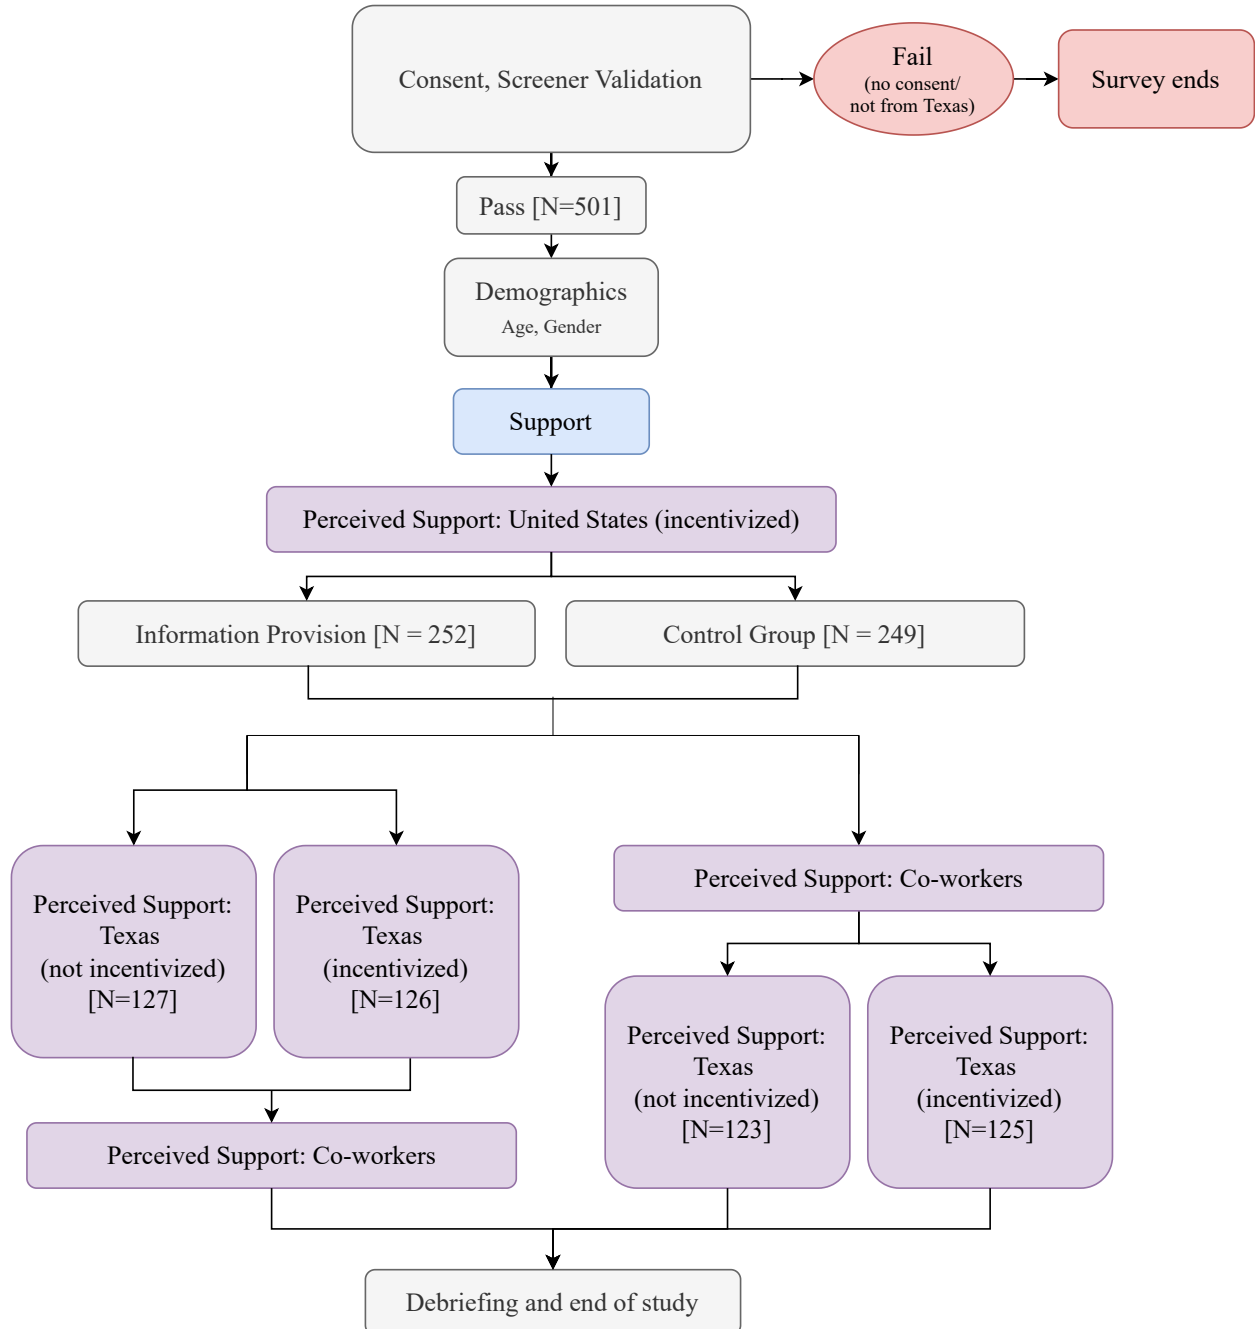 Consent, Screener Validation
Fail
(no consent/
not from Texas)
Survey ends
Pass [N=501]
Demographics
Age, Gender
Support
Perceived Support: United States (incentivized)
Information Provision [N = 252]
Control Group [N = 249]
Perceived Support:
Texas
(not incentivized)
[N=127]
Perceived Support:
Texas
(incentivized)
[N=126]
Perceived Support: Co-workers
Perceived Support:
Texas
(not incentivized)
[N=123]
Perceived Support:
Texas
(incentivized)
[N=125]
Perceived Support: Co-workers
Debriefing and end of study